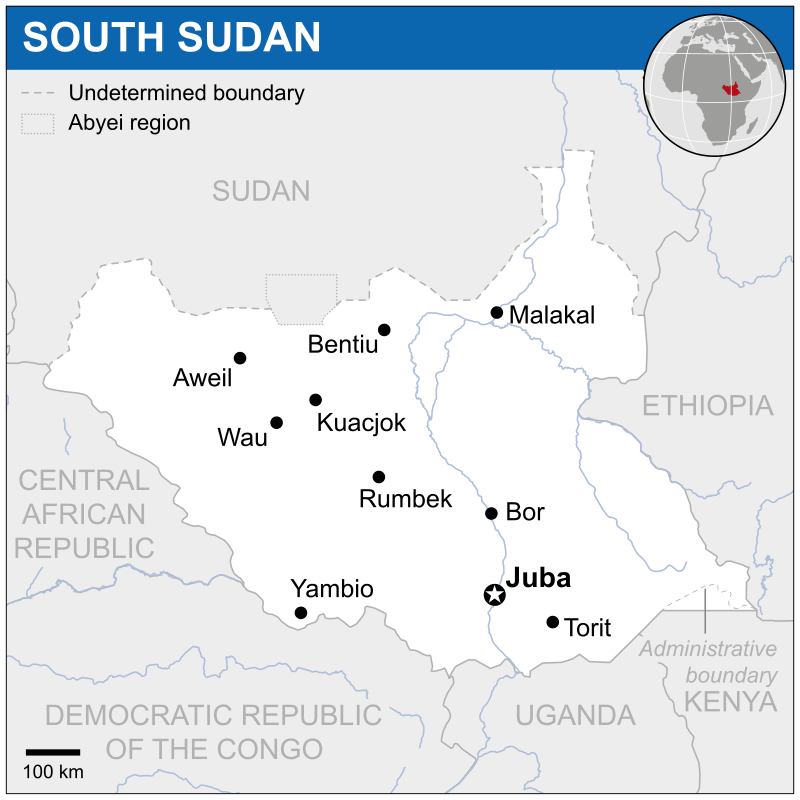 SOUTH SUDAN
Undetermined boundary
Abyei region
SUDAN
Malakal
Bentiu
Aweil
ETHIOPIA
Kuacjok
Wau
CENTRAL
AFRICAN
REPUBLIC
Rumbek
Bor
Juba
Yambio
Torit
Administrative
boundary
KENYA
DEMOCRATIC REPUBLIC
OF THE CONGO
UGANDA
100 km